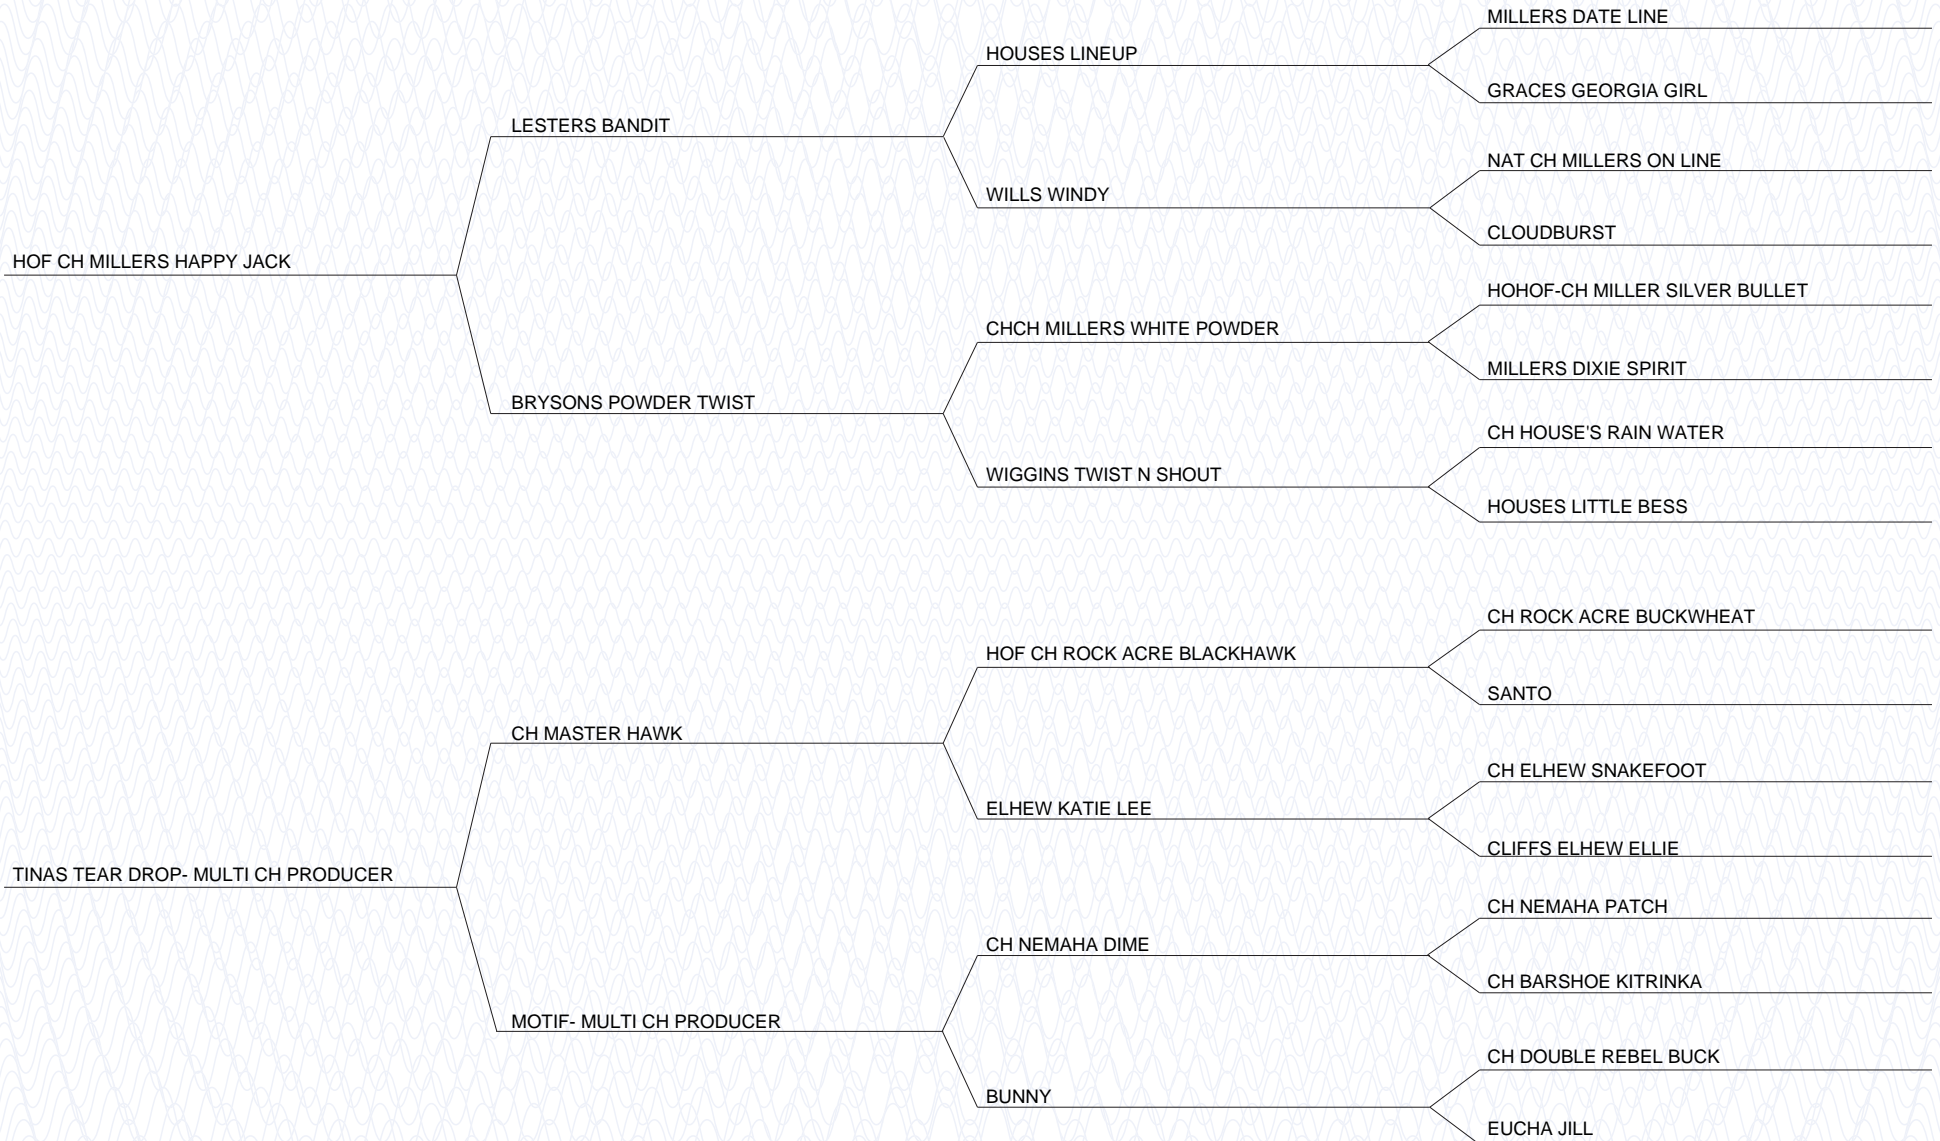 MILLERS DATE LINE
HOUSES LINEUP
GRACES GEORGIA GIRL
LESTERS BANDIT
NAT CH MILLERS ON LINE
WILLS WINDY
CLOUDBURST
HOF CH MILLERS HAPPY JACK
HOHOF-CH MILLER SILVER BULLET
CHCH MILLERS WHITE POWDER
MILLERS DIXIE SPIRIT
BRYSONS POWDER TWIST
CH HOUSE'S RAIN WATER
WIGGINS TWIST N SHOUT
HOUSES LITTLE BESS
CH ROCK ACRE BUCKWHEAT
HOF CH ROCK ACRE BLACKHAWK
SANTO
CH MASTER HAWK
CH ELHEW SNAKEFOOT
ELHEW KATIE LEE
CLIFFS ELHEW ELLIE
TINAS TEAR DROP- MULTI CH PRODUCER
CH NEMAHA PATCH
CH NEMAHA DIME
CH BARSHOE KITRINKA
MOTIF- MULTI CH PRODUCER
CH DOUBLE REBEL BUCK
BUNNY
EUCHA JILL